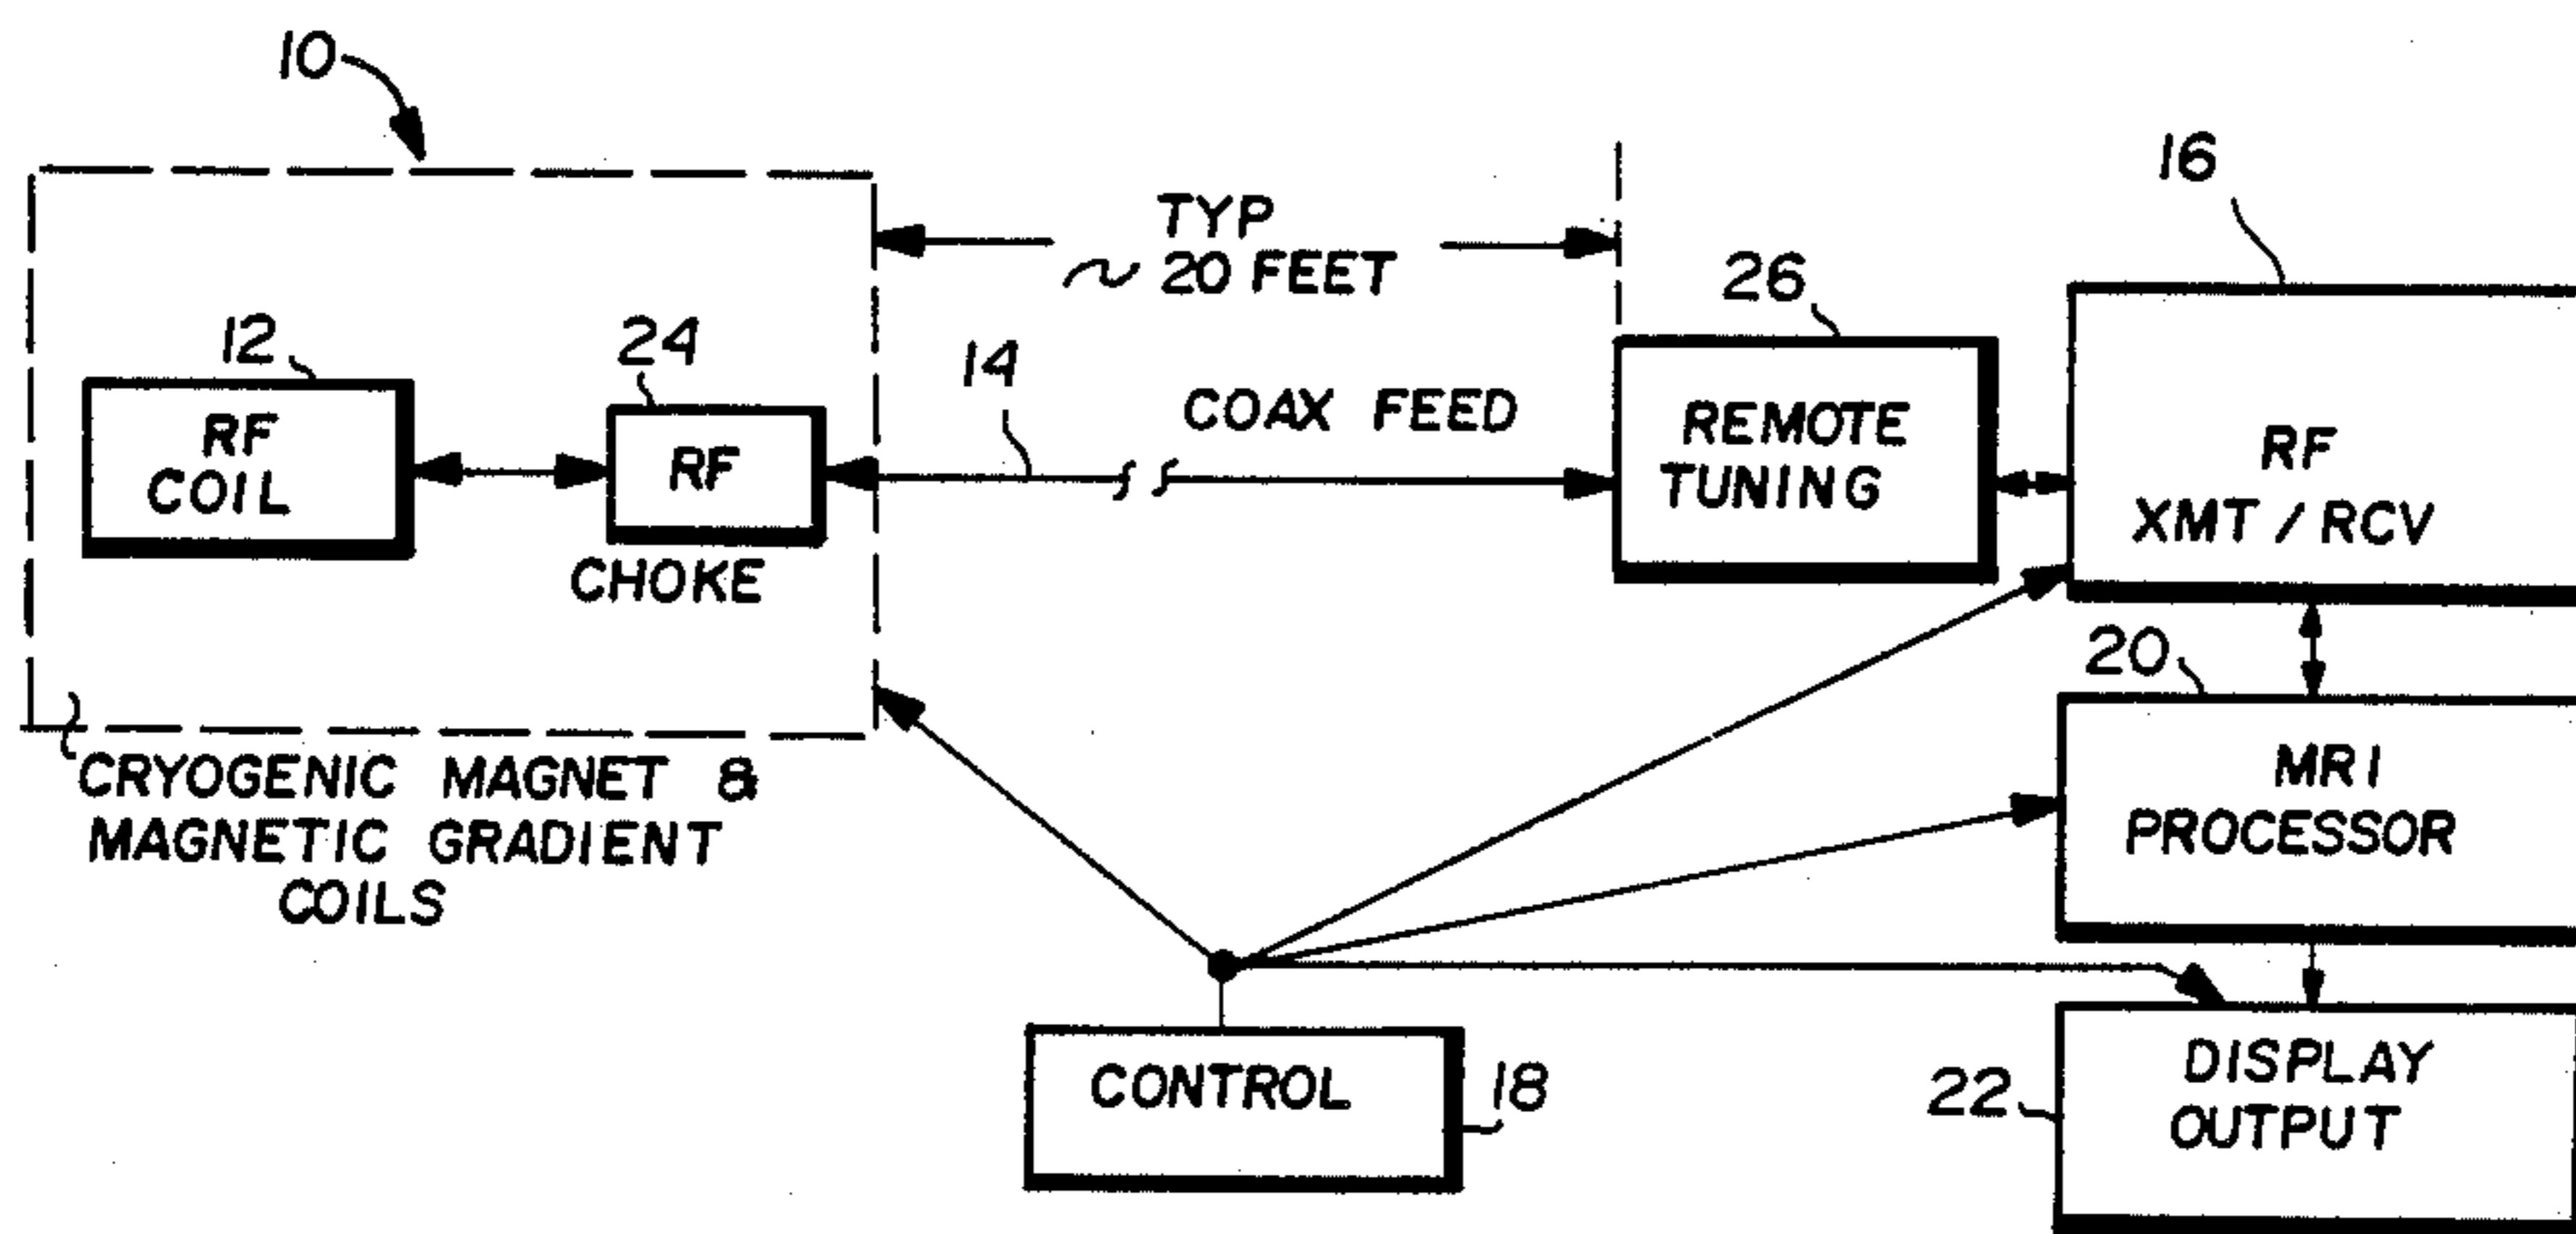 10
16
TYP
~ 20 FEET
26
12
24
14
COAX FEED
RF
COIL
RF
CHOKE
REMOTE
TUNING
RF
XMT / RCV
20
MRI
PROCESSOR
CRYOGENIC MAGNET &
MAGNETIC GRADIENT
COILS
CONTROL
18
22
DISPLAY
OUTPUT